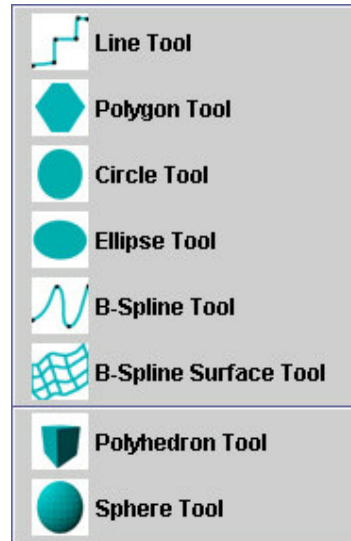 Line Tool
Polygon Tool
Circle Tool
Ellipse Tool
B-Spline Tool
B-Spline Surface Tool
Polyhedron Tool
Sphere Tool